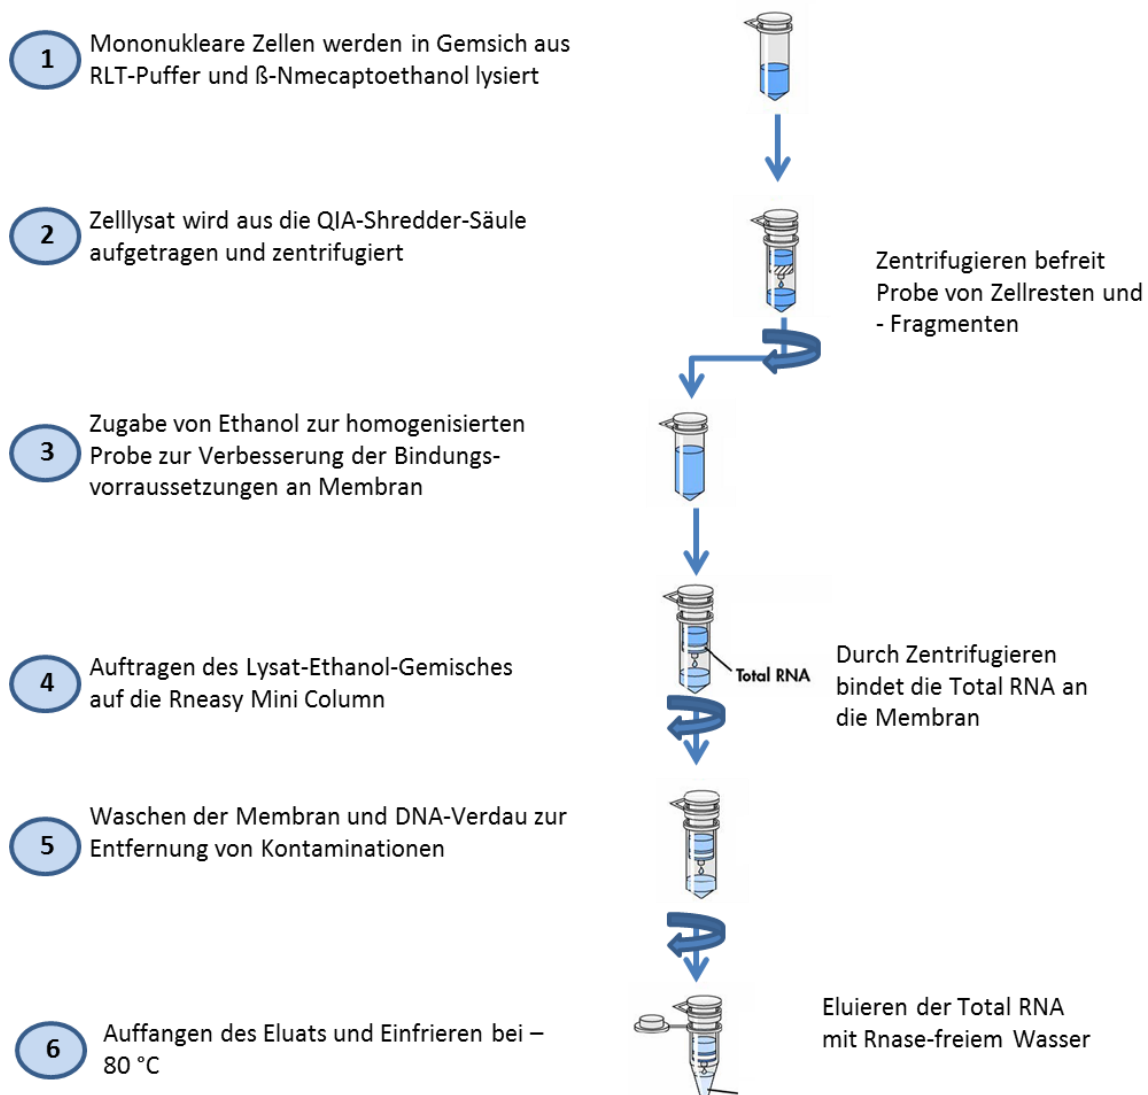 1
Mononukleare Zellen werden in Gemsich aus
RLT-Puffer und ß-Nmecaptoethanol lysiert
2
Zelllysat wird aus die QIA-Shredder-Säule
aufgetragen und zentrifugiert
Zentrifugieren befreit
Probe von Zellresten und
- Fragmenten
3
Zugabe von Ethanol zur homogenisierten
Probe zur Verbesserung der Bindungs-
vorraussetzungen an Membran
4
Auftragen des Lysat-Ethanol-Gemisches
auf die Rneasy Mini Column
Total RNA
Durch Zentrifugieren
bindet die Total RNA an
die Membran
5
Waschen der Membran und DNA-Verdau zur
Entfernung von Kontaminationen
6
Auffangen des Eluats und Einfrieren bei –
80 °C
Eluieren der Total RNA
mit Rnase-freiem Wasser